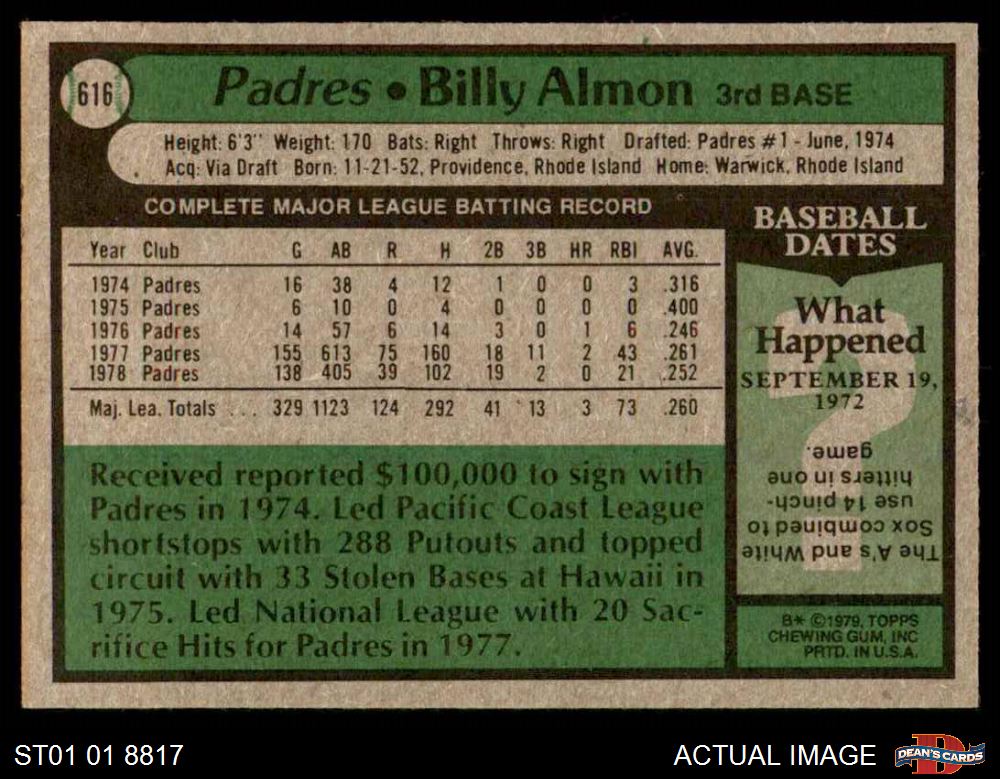 616
Padres • Billy Almon 3rd BASE
Height: 6'3" Weight: 170 Bats: Right Throws: Right Drafted: Padres #1 - June, 1974
Acq: Via Draft Born: 11-21-52, Providence, Rhode Island Home: Warwick, Rhode Island
COMPLETE MAJOR LEAGUE BATTING RECORD
Year Club G AB R H 2B 3B HR RBI AVG.
1974 Padres 16 38 4 12 1 0 0 3 .316
1975 Padres 6 10 0 4 0 0 0 0 .400
1976 Padres 14 57 6 14 3 0 1 6 .246
1977 Padres 155 613 75 160 18 11 2 43 .261
1978 Padres 138 405 39 102 19 2 0 21 .252
Maj. Lea. Totals ... 329 1123 124 292 41 13 3 73 .260
Received reported $100,000 to sign with
Padres in 1974. Led Pacific Coast League
shortstops with 288 Putouts and topped
circuit with 33 Stolen Bases at Hawaii in
1975. Led National League with 20 Sac-
rifice Hits for Padres in 1977.
BASEBALL
DATES
What
Happened
SEPTEMBER 19,
1972
The A's and White
Sox combined to
use 14 pinch-
hitters in one
game.
B* ©1979, TOPPS
CHEWING GUM, INC
PRTD. IN U.S.A.
ST01 01 8817
ACTUAL IMAGE
DEAN'S CARDS